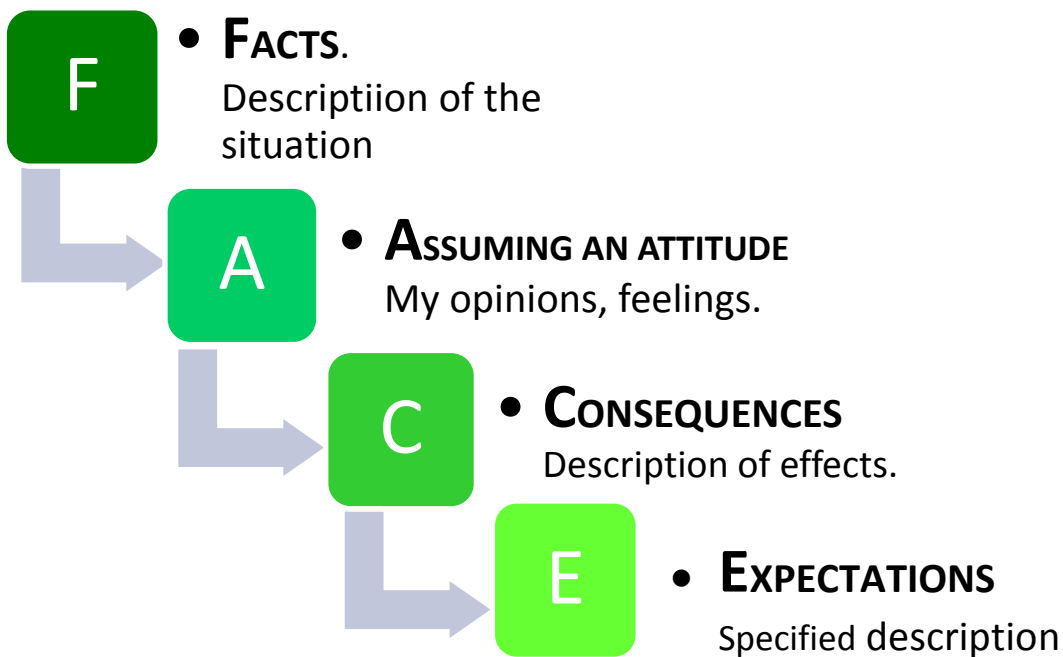 F
• FACTS.
Descriptiion of the
situation
A
• ASSUMING AN ATTITUDE
My opinions, feelings.
C
• CONSEQUENCES
Description of effects.
E
• EXPECTATIONS
Specified description